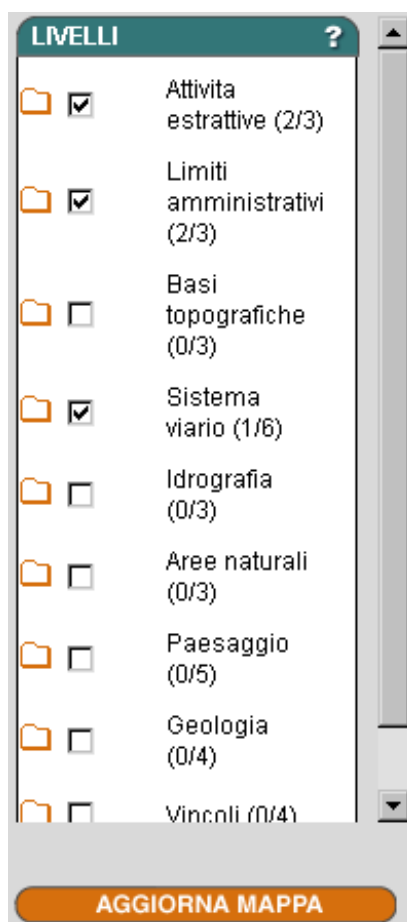 LIVELLI ?
Attivita
estrattive (2/3)
Limiti
amministrativi
(2/3)
Basi
topografiche
(0/3)
Sistema
viario (1/6)
Idrografia
(0/3)
Aree naturali
(0/3)
Paesaggio
(0/5)
Geologia
(0/4)
Vincoli (0/4)
AGGIORNA MAPPA